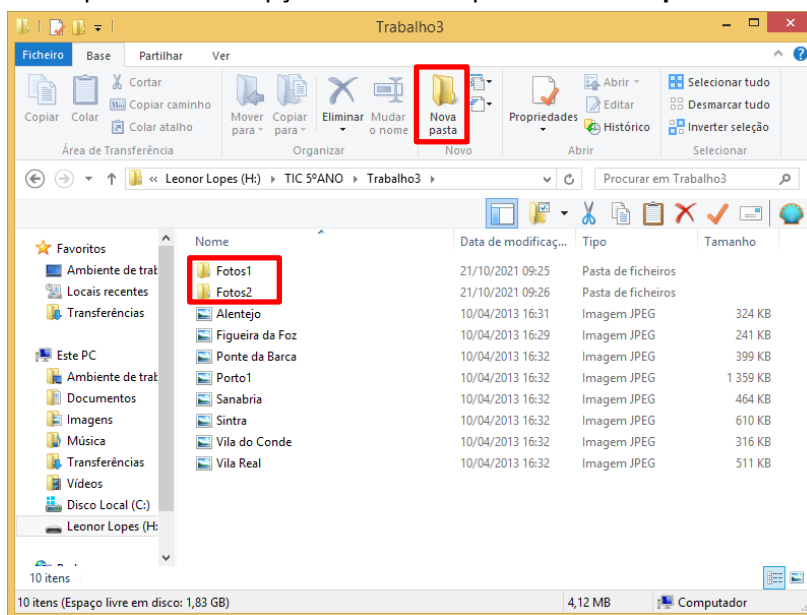 Trabalho3
Ficheiro Base Partilhar Ver
Copiar
Colar
Cortar
Copiar caminho
Colar atalho
Área de Transferência
Mover para
Copiar para
Eliminar
Mudar o nome
Organizar
Nova pasta
Novo
Propriedades
Abrir
Editar
Histórico
Abrir
Selecionar tudo
Desmarcar tudo
Inverter seleção
Selecionar
« Leonor Lopes (H:) TIC 5ºANO Trabalho3
Procurar em Trabalho3
Favoritos
Ambiente de trab
Locais recentes
Transferências
Este PC
Ambiente de trab
Documentos
Imagens
Música
Transferências
Vídeos
Disco Local (C:)
Leonor Lopes (H:
Nome Data de modificaç... Tipo Tamanho
Fotos1 21/10/2021 09:25 Pasta de ficheiros
Fotos2 21/10/2021 09:26 Pasta de ficheiros
Alentejo 10/04/2013 16:31 Imagem JPEG 324 KB
Figueira da Foz 10/04/2013 16:29 Imagem JPEG 241 KB
Ponte da Barca 10/04/2013 16:32 Imagem JPEG 399 KB
Porto1 10/04/2013 16:32 Imagem JPEG 1 359 KB
Sanabria 10/04/2013 16:32 Imagem JPEG 464 KB
Sintra 10/04/2013 16:32 Imagem JPEG 610 KB
Vila do Conde 10/04/2013 16:32 Imagem JPEG 316 KB
Vila Real 10/04/2013 16:32 Imagem JPEG 511 KB
10 itens
10 itens (Espaço livre em disco: 1,83 GB) 4,12 MB Computador